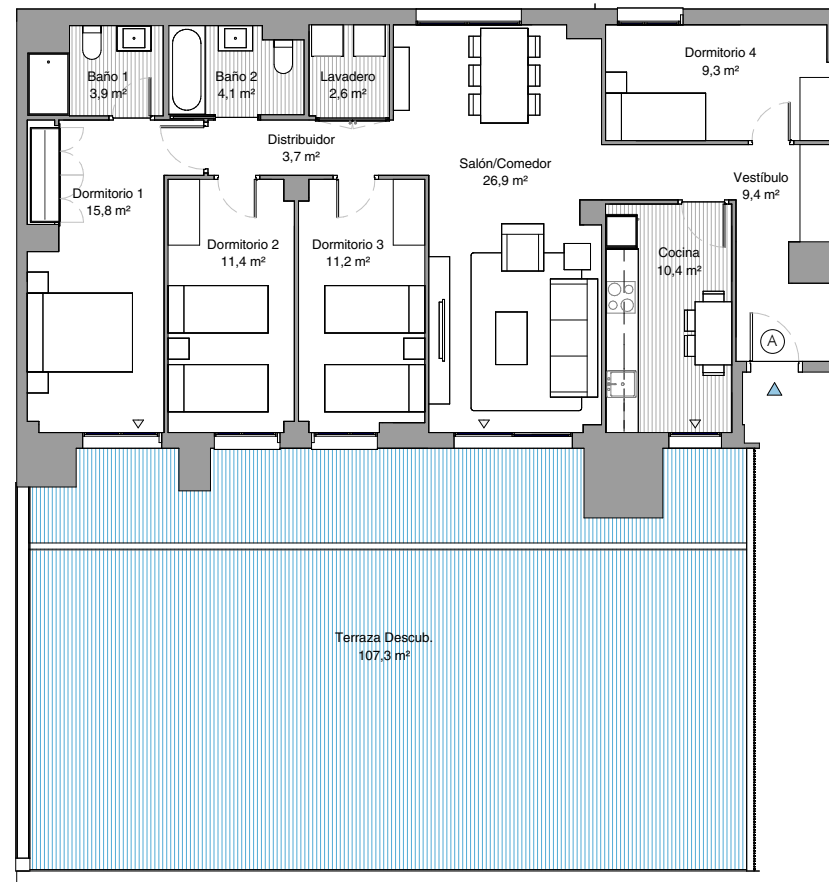 Dormitorio 4
9,3 m²
Baño 1
3,9 m²
Baño 2
4,1 m²
Lavadero
2,6 m²
Distribuidor
3,7 m²
Salón/Comedor
26,9 m²
Vestíbulo
9,4 m²
Dormitorio 1
15,8 m²
Dormitorio 2
11,4 m²
Dormitorio 3
11,2 m²
Cocina
10,4 m²
A
Terraza Descub.
107,3 m²